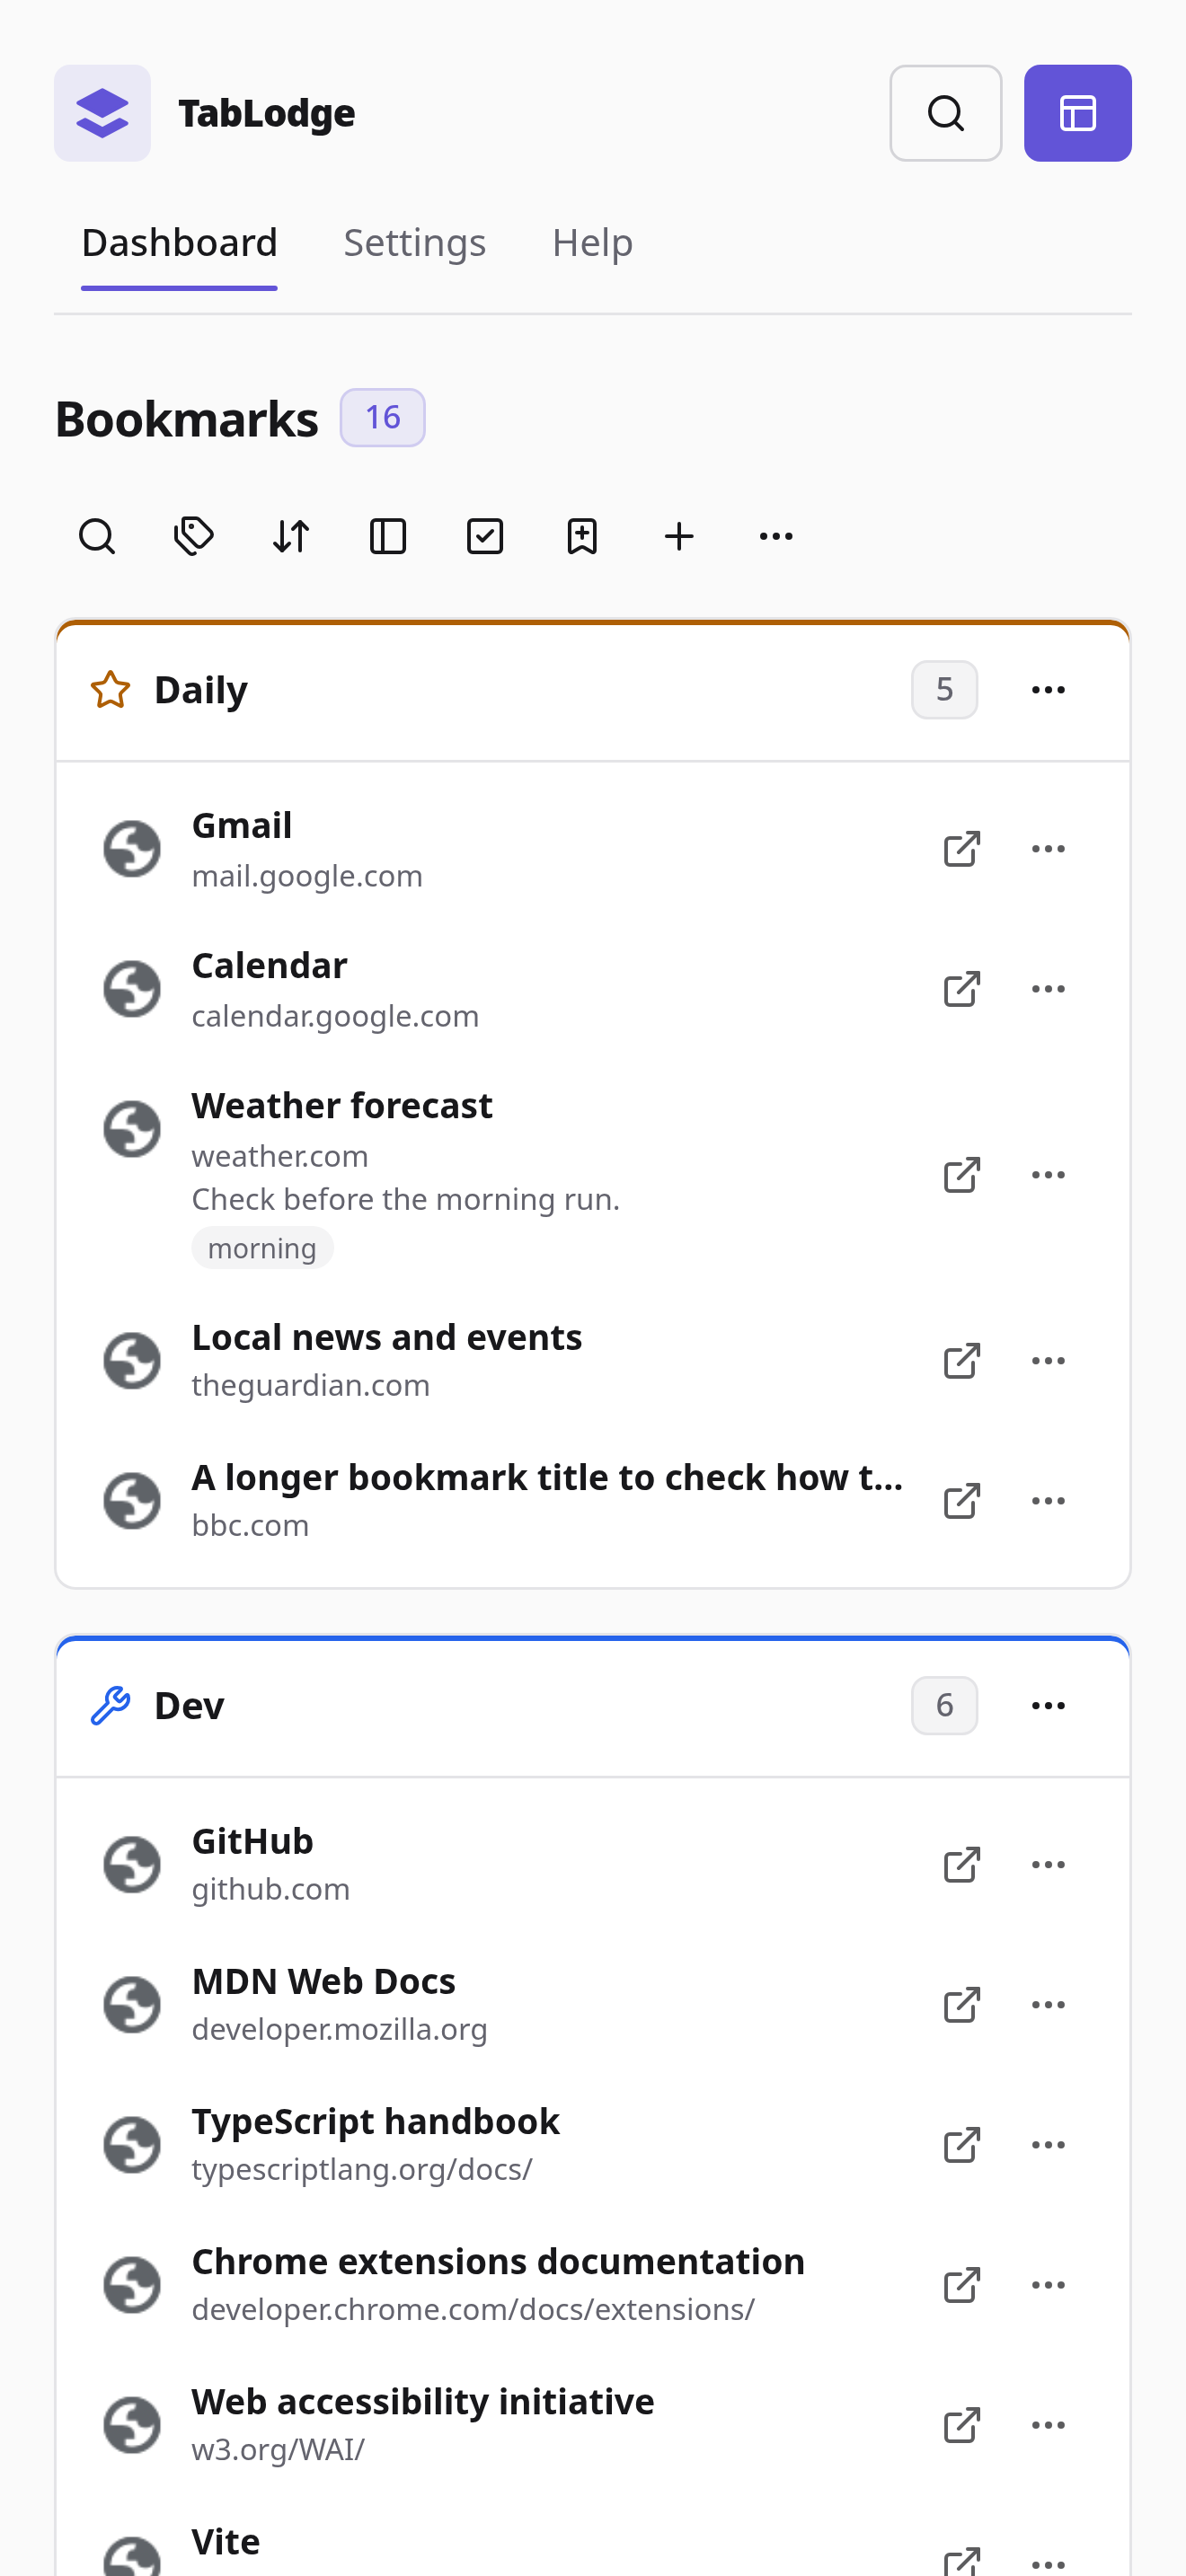 TabLodge
Dashboard Settings Help
Bookmarks 16
Daily 5
Gmail
mail.google.com
Calendar
calendar.google.com
Weather forecast
weather.com
Check before the morning run.
morning
Local news and events
theguardian.com
A longer bookmark title to check how t...
bbc.com
Dev 6
GitHub
github.com
MDN Web Docs
developer.mozilla.org
TypeScript handbook
typescriptlang.org/docs/
Chrome extensions documentation
developer.chrome.com/docs/extensions/
Web accessibility initiative
w3.org/WAI/
Vite